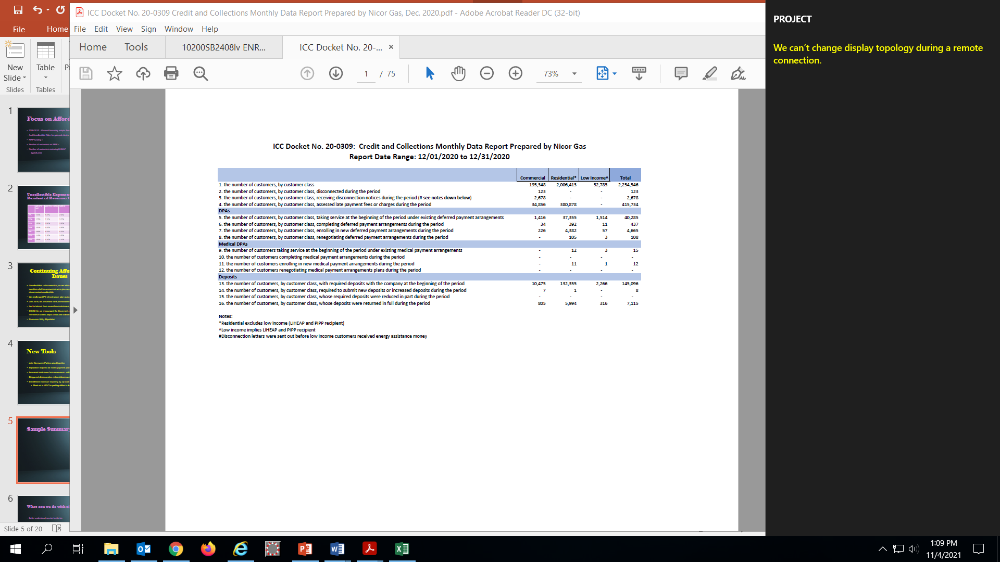 ICC Docket No. 20-0309 Credit and Collections Monthly Data Report Prepared by Nicor Gas, Dec. 2020.pdf - Adobe Acrobat Reader DC (32-bit)
File Home
File Edit View Sign Window Help
Home Tools 10200SB2408lv ENR... ICC Docket No. 20-... ×
New Slide
Table
Slides Tables
1 / 75
73%
PROJECT
We can’t change display topology during a remote
connection.
1
Focus on Afford
2
Uncollectible Expenses
Residential Revenues
3
Continuing Affo
Issues
4
New Tools
Joint Consumer Parties acted together
5
Sample Summary
6
What can we do with
Better understand service territories
Slide 5 of 20
ICC Docket No. 20-0309: Credit and Collections Monthly Data Report Prepared by Nicor Gas
Report Date Range: 12/01/2020 to 12/31/2020
Commercial Residential* Low Income^ Total
1. the number of customers, by customer class 195,348 2,006,413 52,785 2,254,546
2. the number of customers, by customer class, disconnected during the period 123 - - 123
3. the number of customers, by customer class, receiving disconnection notices during the period (# see notes down below) 2,678 - - 2,678
4. the number of customers, by customer class, assessed late payment fees or charges during the period 34,856 380,878 - 415,734
DPAs
5. the number of customers, by customer class, taking service at the beginning of the period under existing deferred payment arrangements 1,416 37,355 1,514 40,285
6. the number of customers, by customer class, completing deferred payment arrangements during the period 34 392 11 437
7. the number of customers, by customer class, enrolling in new deferred payment arrangements during the period 226 4,382 57 4,665
8. the number of customers, by customer class, renegotiating deferred payment arrangements during the period - 105 3 108
Medical DPAs
9. the number of customers taking service at the beginning of the period under existing medical payment arrangements - 12 3 15
10. the number of customers completing medical payment arrangements during the period - - - -
11. the number of customers enrolling in new medical payment arrangements during the period - 11 1 12
12. the number of customers renegotiating medical payment arrangements plans during the period - - - -
Deposits
13. the number of customers, by customer class, with required deposits with the company at the beginning of the period 10,475 132,355 2,266 145,096
14. the number of customers, by customer class, required to submit new deposits or increased deposits during the period 7 1 - 8
15. the number of customers, by customer class, whose required deposits were reduced in part during the period - - - -
16. the number of customers, by customer class, whose deposits were returned in full during the period 805 5,994 316 7,115
Notes:
*Residential excludes low income (LIHEAP and PIPP recipient)
^Low income implies LIHEAP and PIPP recipient
#Disconnection letters were sent out before low income customers received energy assistance money
1:09 PM
11/4/2021